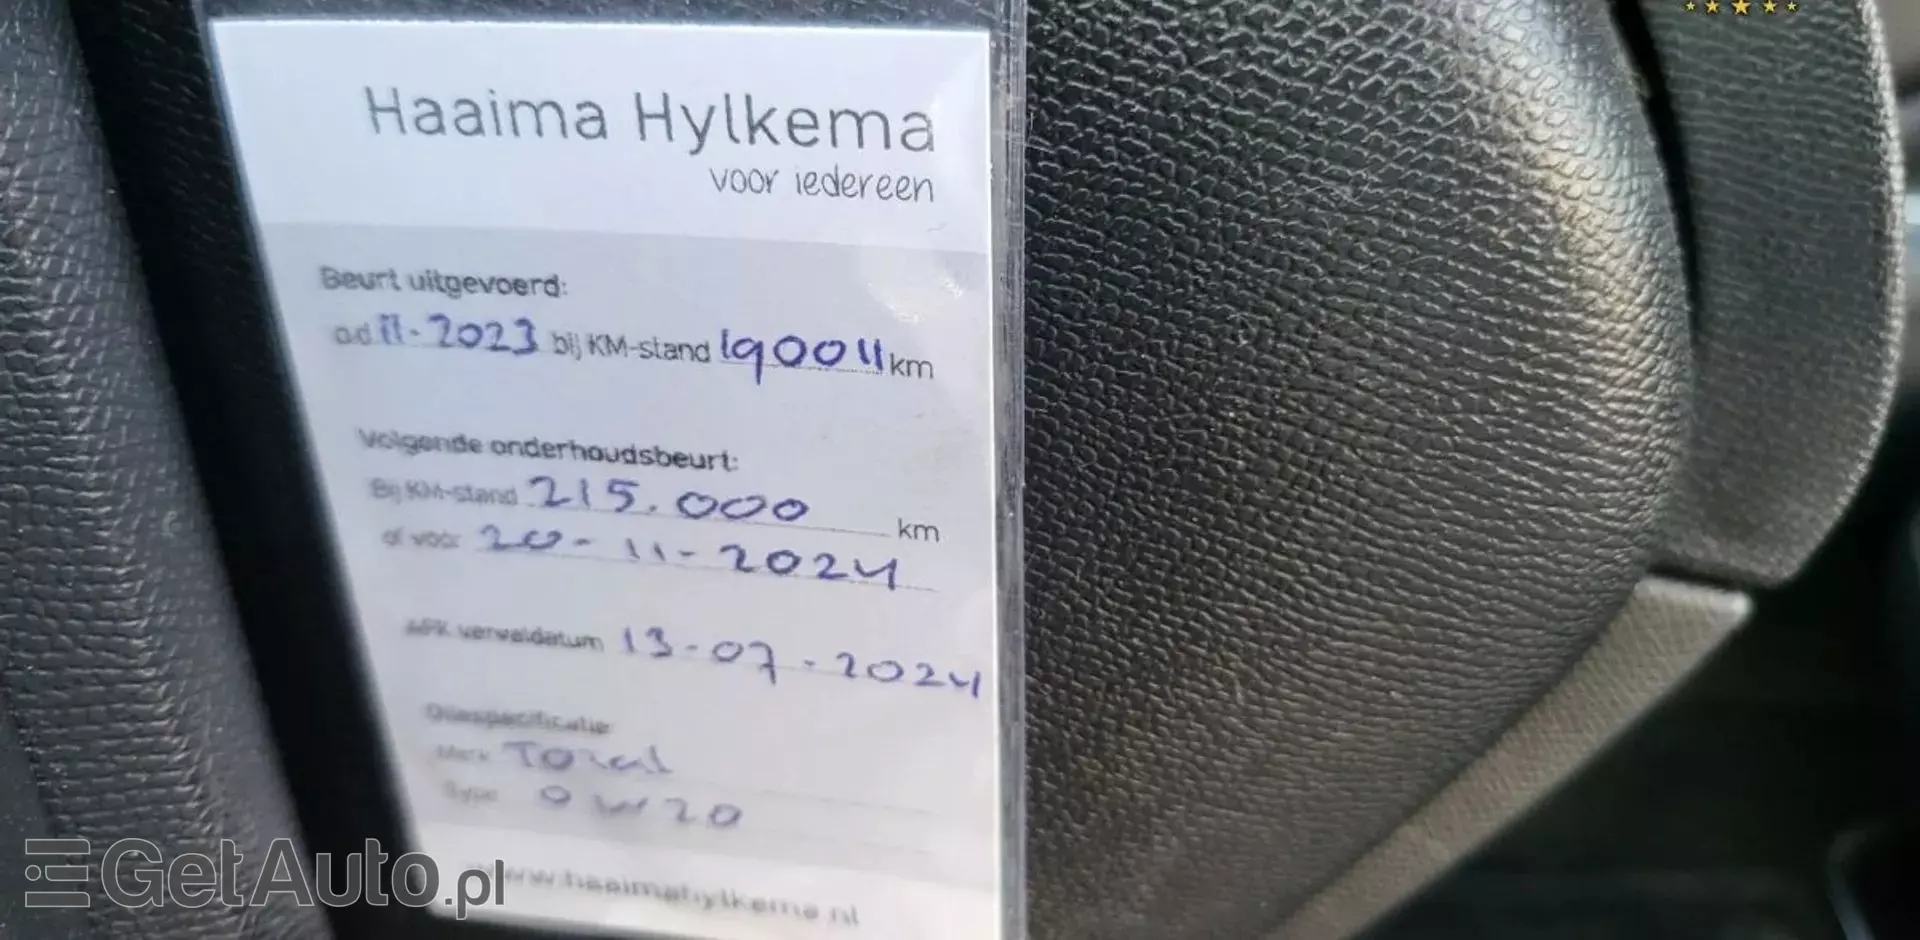 Haaima Hylkema
voor iedereen
Beurt uitgevoerd:
o.d 11-2023 bij KM-stand 190011 km
Volgende onderhoudsbeurt:
Bij KM-stand 215.000 km
of voor 20-11-2024
APK vervaldatum 13-07-2024
Oliespecificatie
Merk Total
Type 0W20
www.haaimahylkema.nl
GetAuto.pl